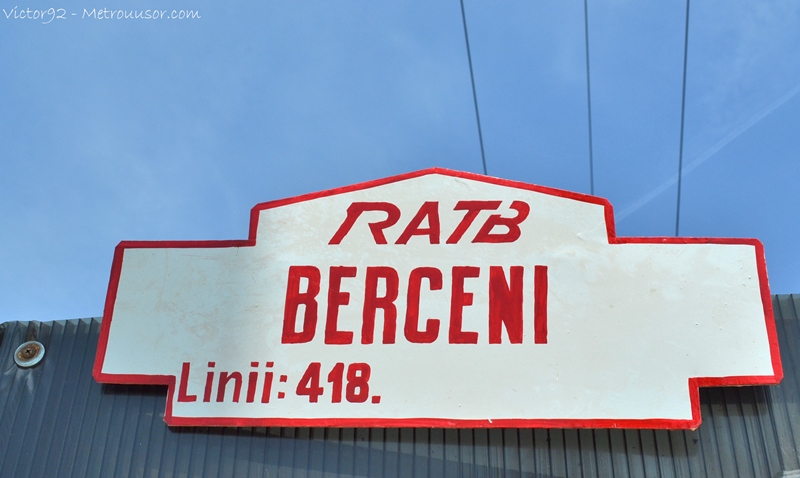 Victor92 - Metrouusor.com
RATB
BERCENI
Linii: 418.